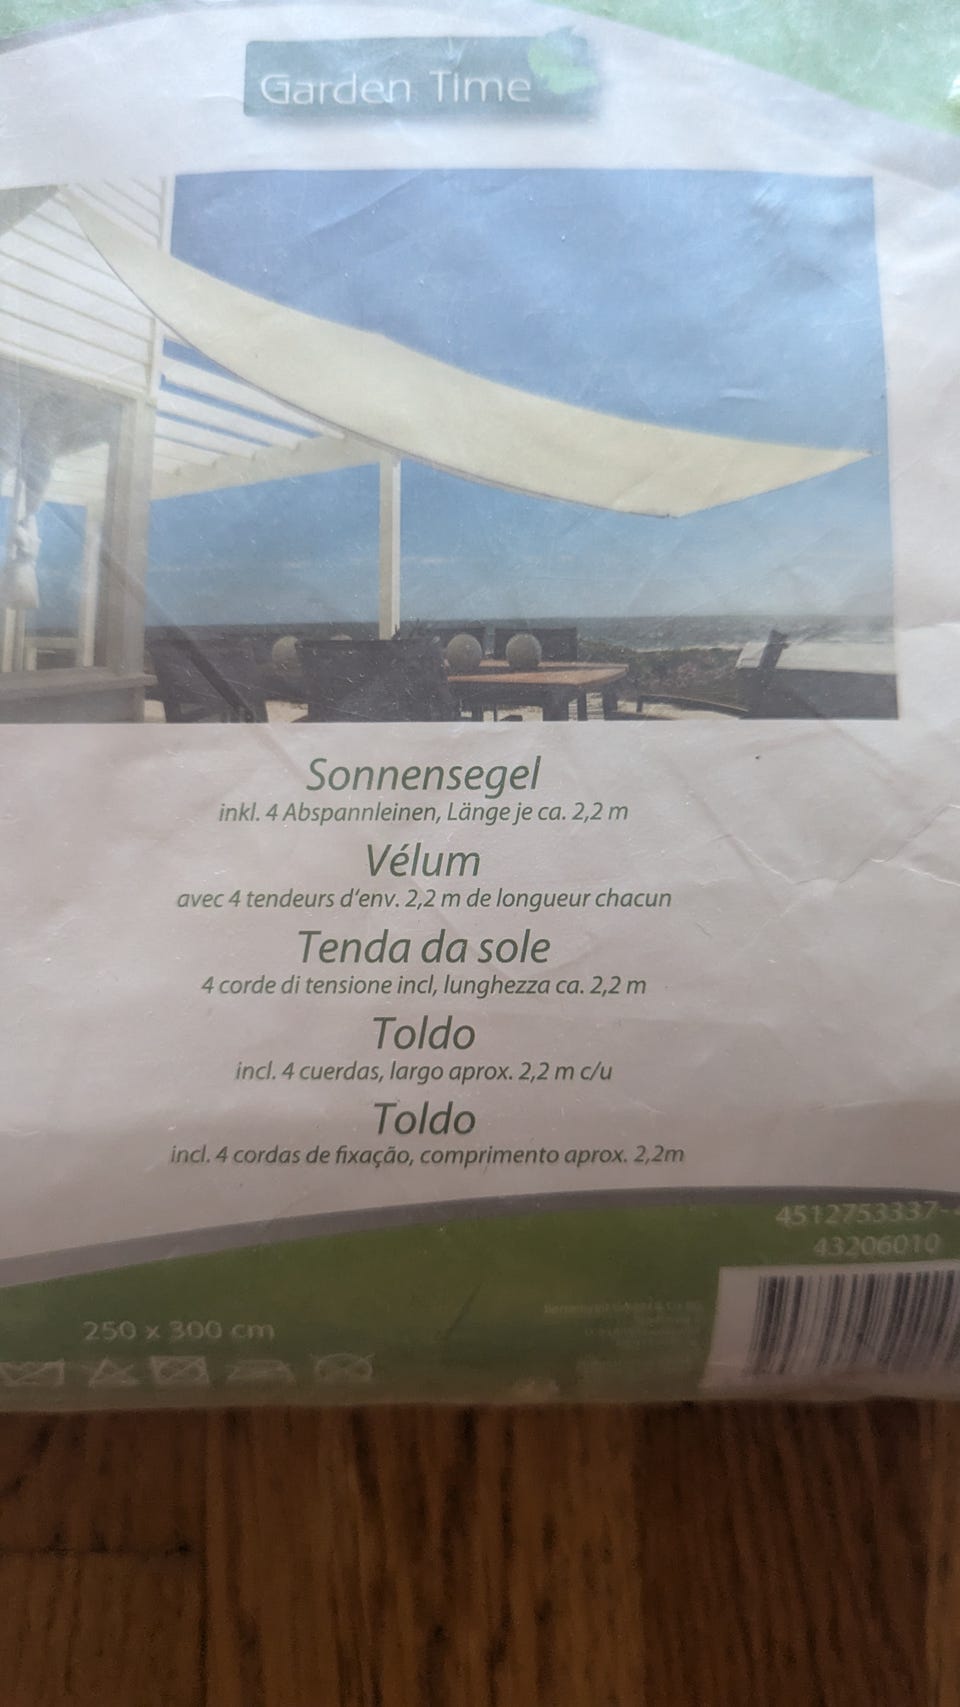 Garden Time
Sonnensegel
inkl. 4 Abspannleinen, Länge je ca. 2,2 m
Vélum
avec 4 tendeurs d'env. 2,2 m de longueur chacun
Tenda da sole
4 corde di tensione incl, lunghezza ca. 2,2 m
Toldo
incl. 4 cuerdas, largo aprox. 2,2 m c/u
Toldo
incl. 4 cordas de fixação, comprimento aprox. 2,2m
4512753337-
43206010
250 x 300 cm